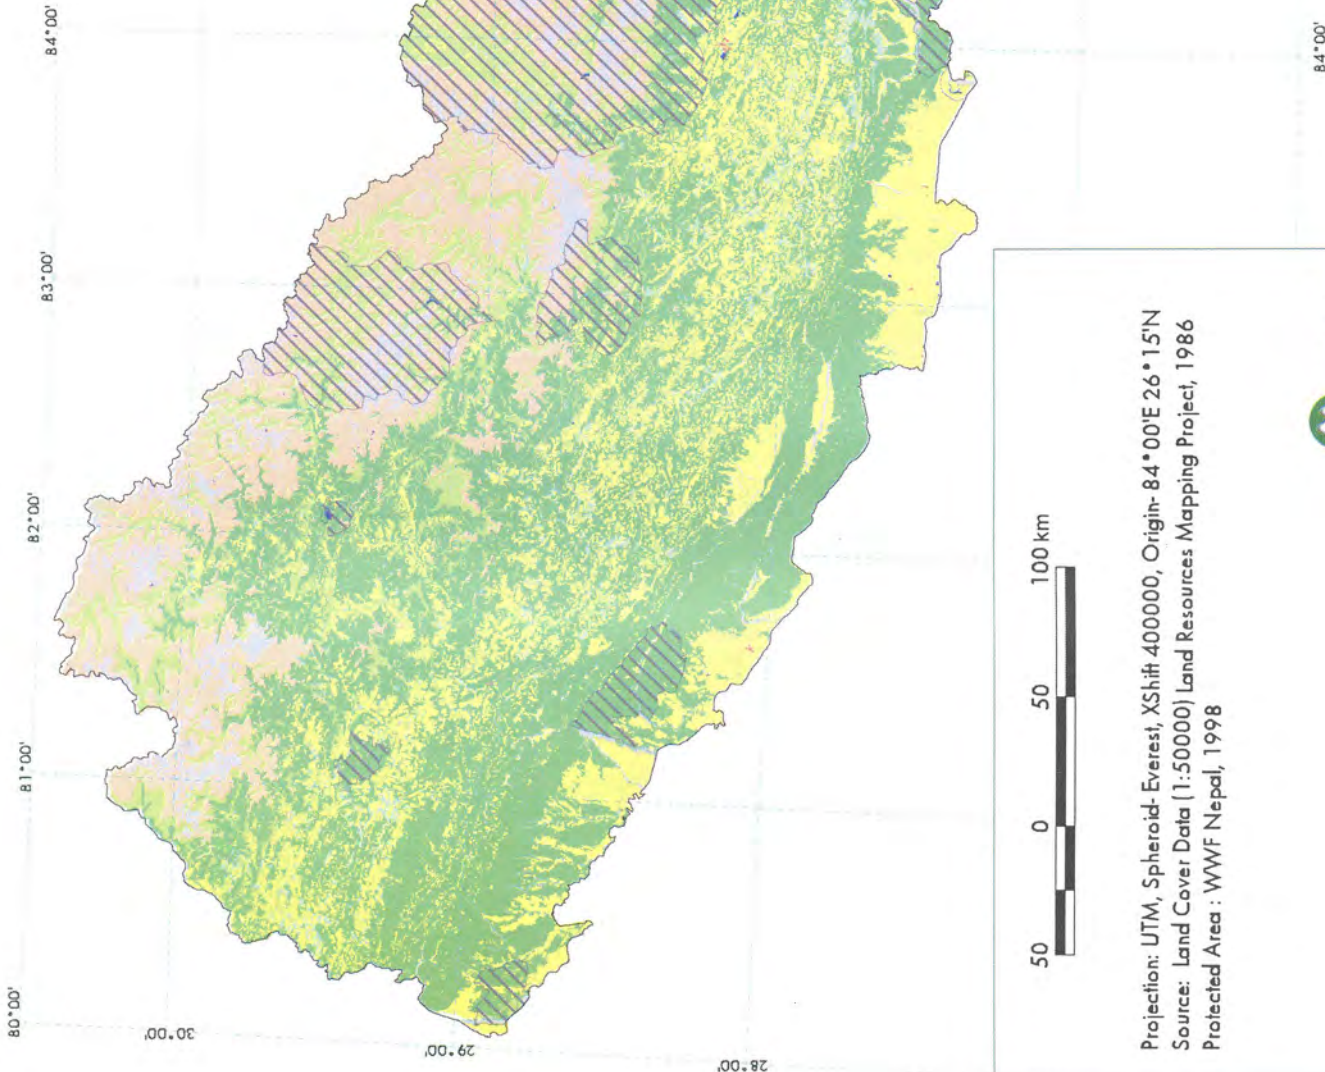 80°00'
81°00'
82°00'
83°00'
84°00'
30°00'
29°00'
28°00'
84°00'
50 0 50 100 km
Projection: UTM, Spheroid- Everest, XShift 400000, Origin- 84°00'E 26°15'N
Source: Land Cover Data (1:50000) Land Resources Mapping Project, 1986
Protected Area : WWF Nepal, 1998